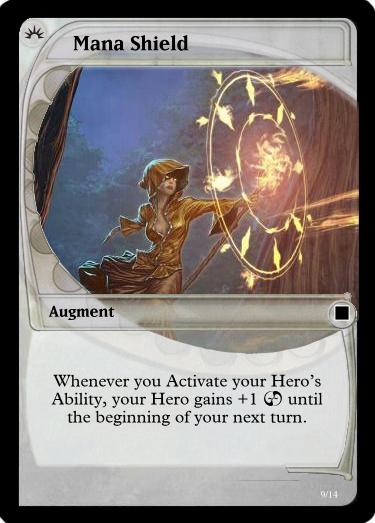 Mana Shield
Augment
Whenever you Activate your Hero's
Ability, your Hero gains +1 until
the beginning of your next turn.
9/14